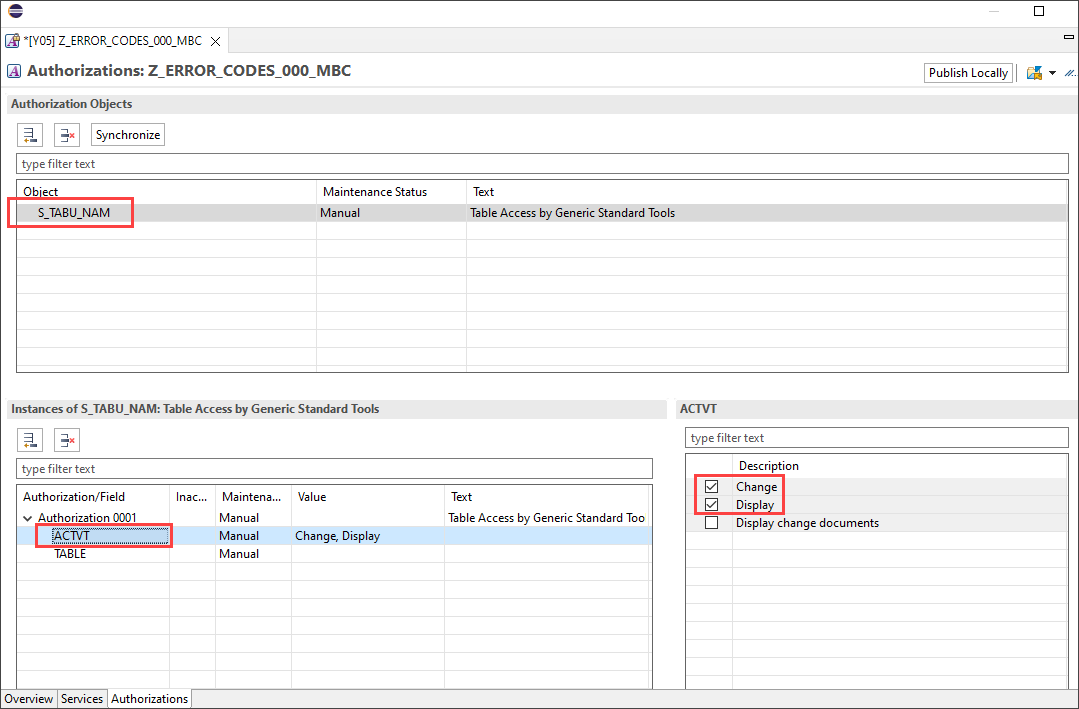 *[Y05] Z_ERROR_CODES_000_MBC
Authorizations: Z_ERROR_CODES_000_MBC
Publish Locally
Authorization Objects
Synchronize
type filter text
Object Maintenance Status Text
S_TABU_NAM Manual Table Access by Generic Standard Tools
Instances of S_TABU_NAM: Table Access by Generic Standard Tools
type filter text
Authorization/Field Inac... Maintena... Value Text
Authorization 0001 Manual Table Access by Generic Standard Too
ACTVT Manual Change, Display
TABLE Manual
ACTVT
type filter text
Description
Change
Display
Display change documents
Overview Services Authorizations